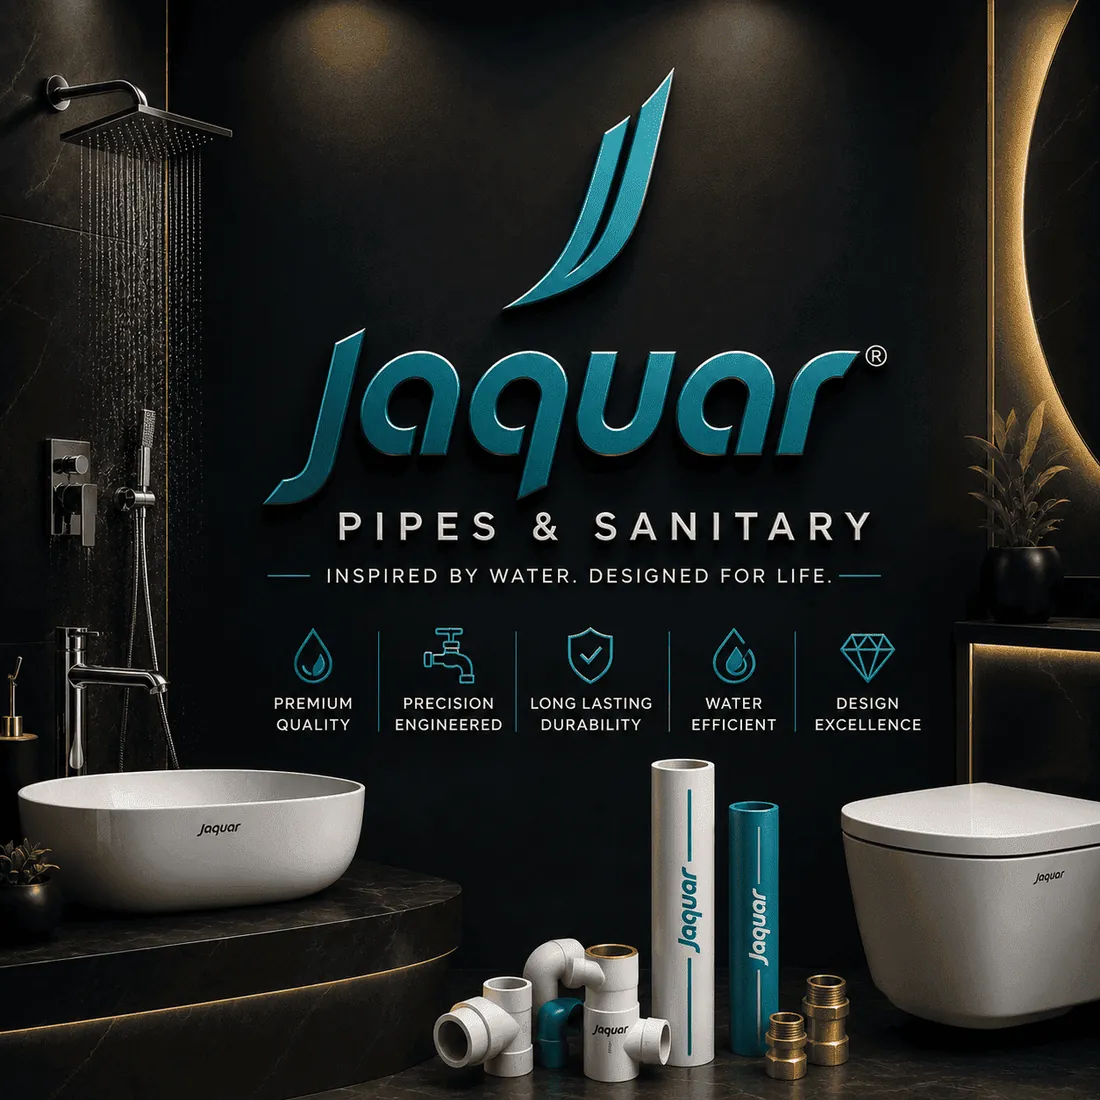 Jaquar®
PIPES & SANITARY
INSPIRED BY WATER. DESIGNED FOR LIFE.
PREMIUM
QUALITY
PRECISION
ENGINEERED
LONG LASTING
DURABILITY
WATER
EFFICIENT
DESIGN
EXCELLENCE
Jaquar
Jaquar
Jaquar
Jaquar
Jaquar